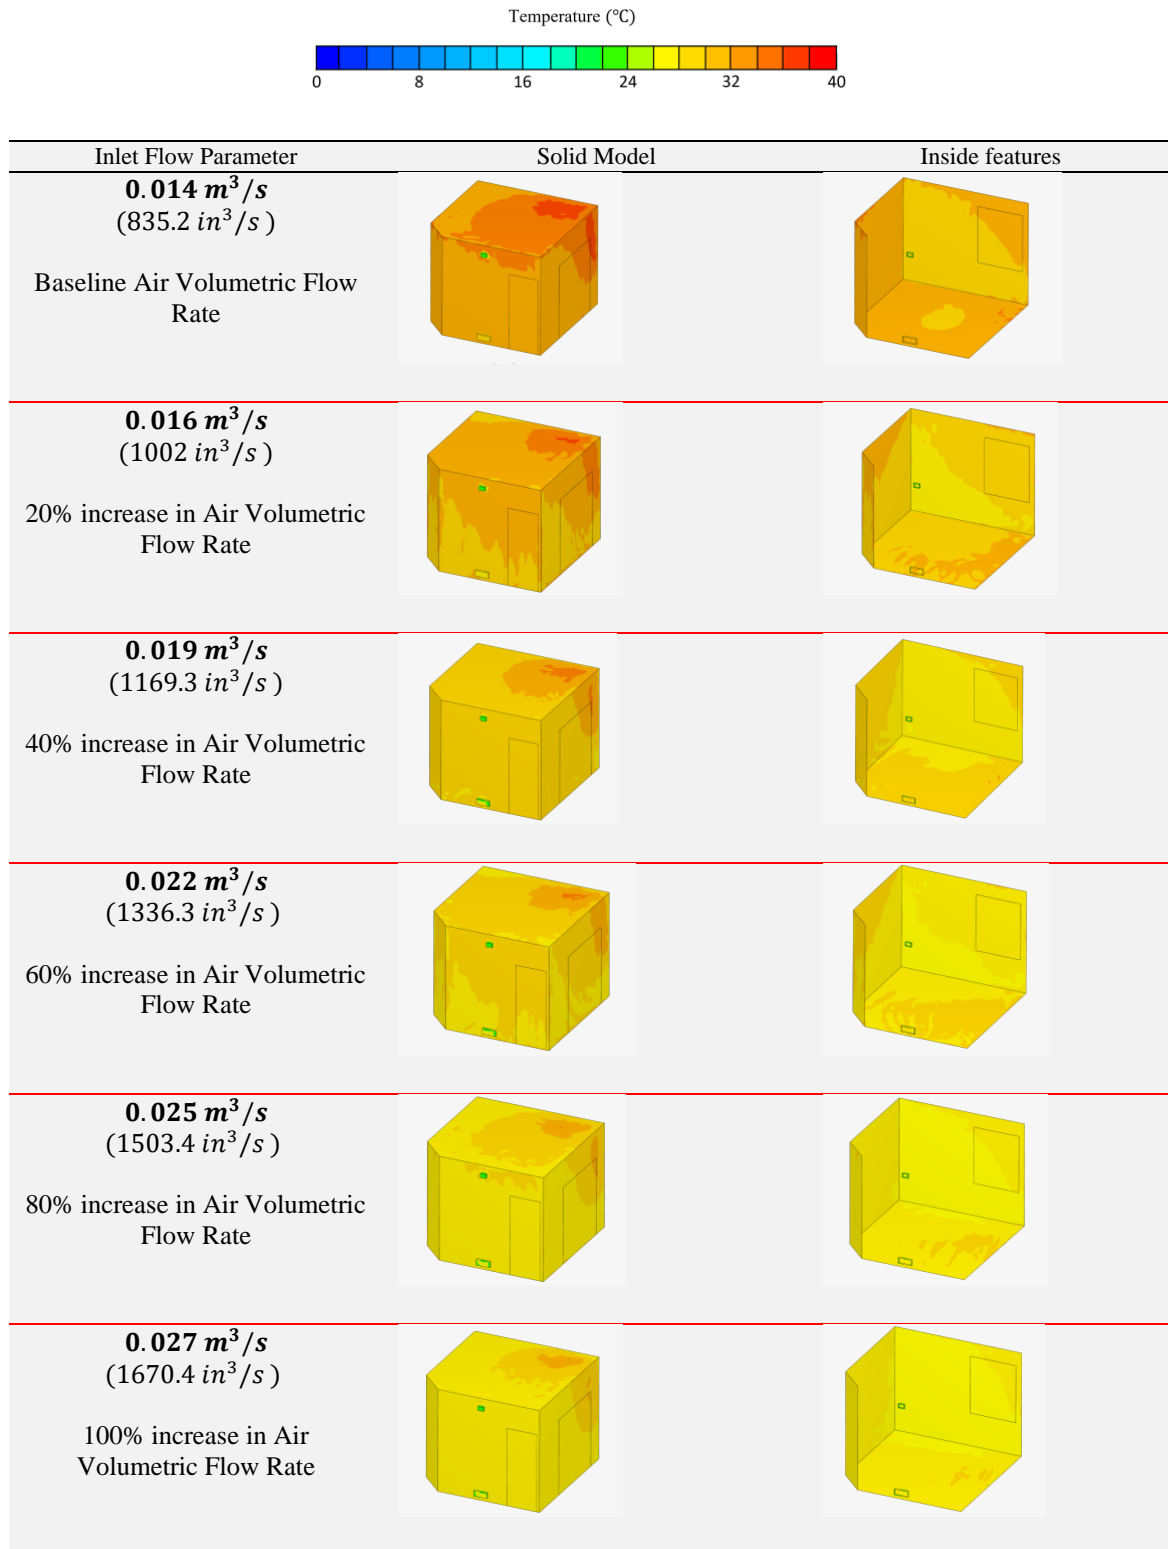 Temperature (℃)
0 8 16 24 32 40
Inlet Flow Parameter Solid Model Inside features
0.014 m³/s
(835.2 in³/s )
Baseline Air Volumetric Flow
Rate
0.016 m³/s
(1002 in³/s )
20% increase in Air Volumetric
Flow Rate
0.019 m³/s
(1169.3 in³/s )
40% increase in Air Volumetric
Flow Rate
0.022 m³/s
(1336.3 in³/s )
60% increase in Air Volumetric
Flow Rate
0.025 m³/s
(1503.4 in³/s )
80% increase in Air Volumetric
Flow Rate
0.027 m³/s
(1670.4 in³/s )
100% increase in Air
Volumetric Flow Rate